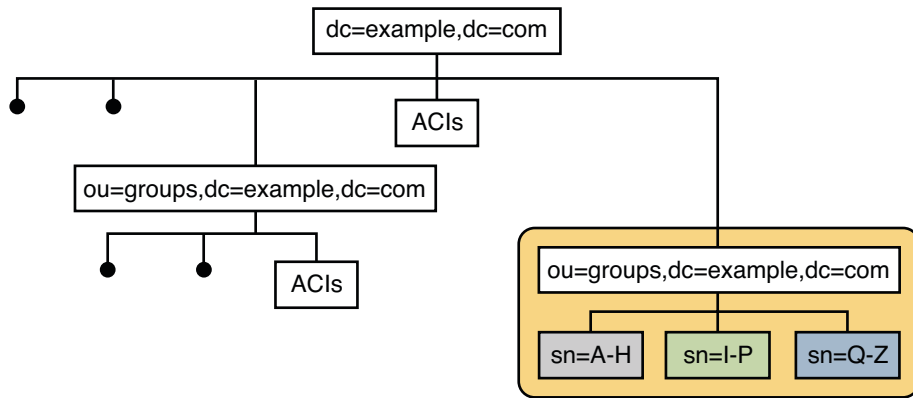 dc=example,dc=com
ACIs
ou=groups,dc=example,dc=com
ACIs
ou=groups,dc=example,dc=com
sn=A-H
sn=I-P
sn=Q-Z